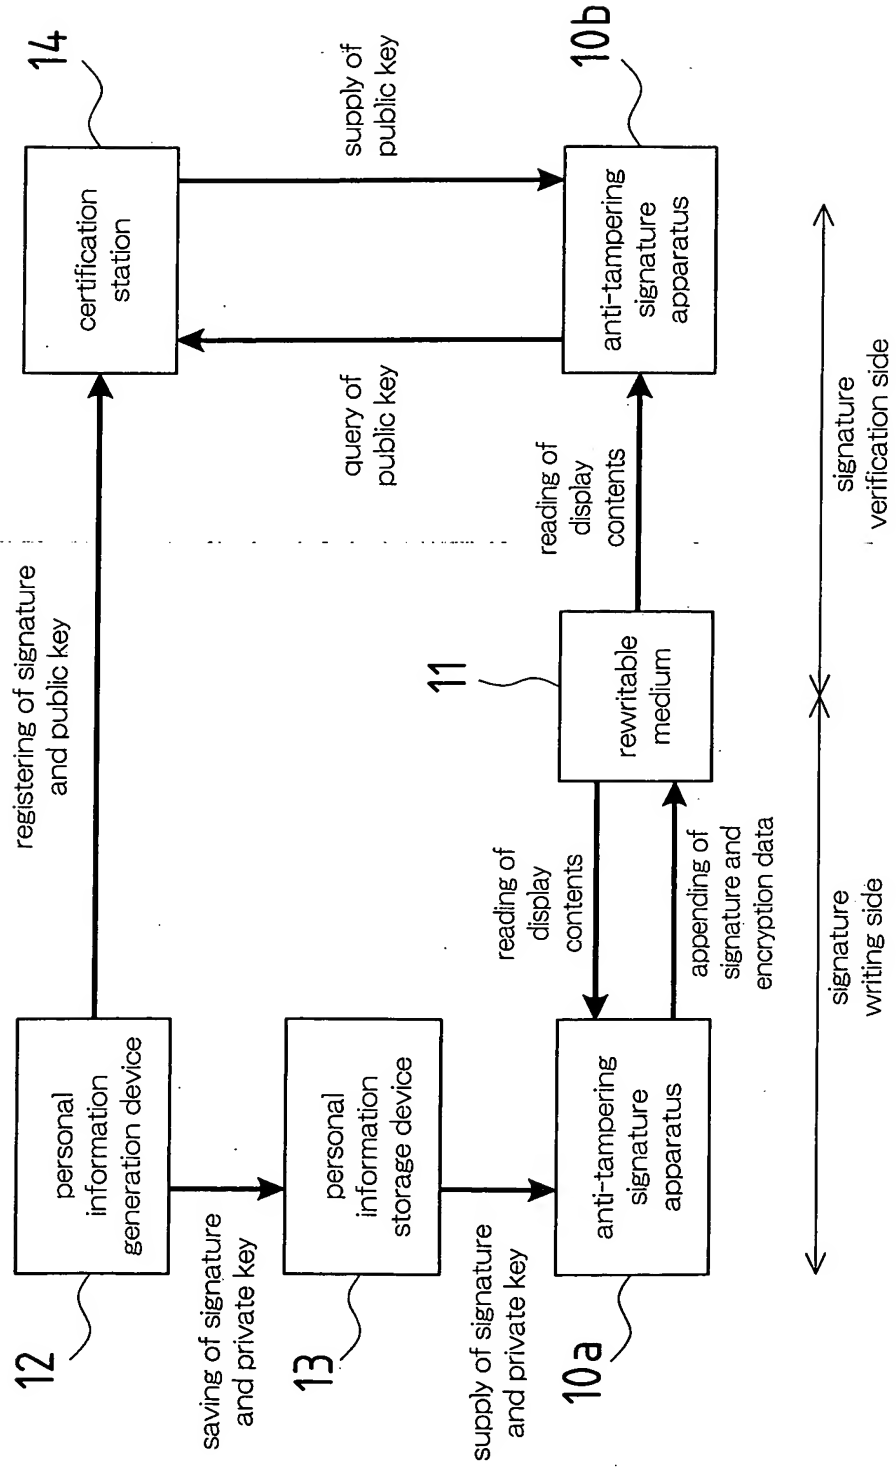 12
personal
information
generation device
registering of signature
and public key
14
certification
station
saving of signature
and private key
query of
public key
supply of
public key
13
personal
information
storage device
supply of signature
and private key
10a
anti-tampering
signature
apparatus
reading of
display
contents
appending of
signature and
encryption data
11
rewritable
medium
reading of
display
contents
10b
anti-tampering
signature
apparatus
signature
writing side
signature
verification side